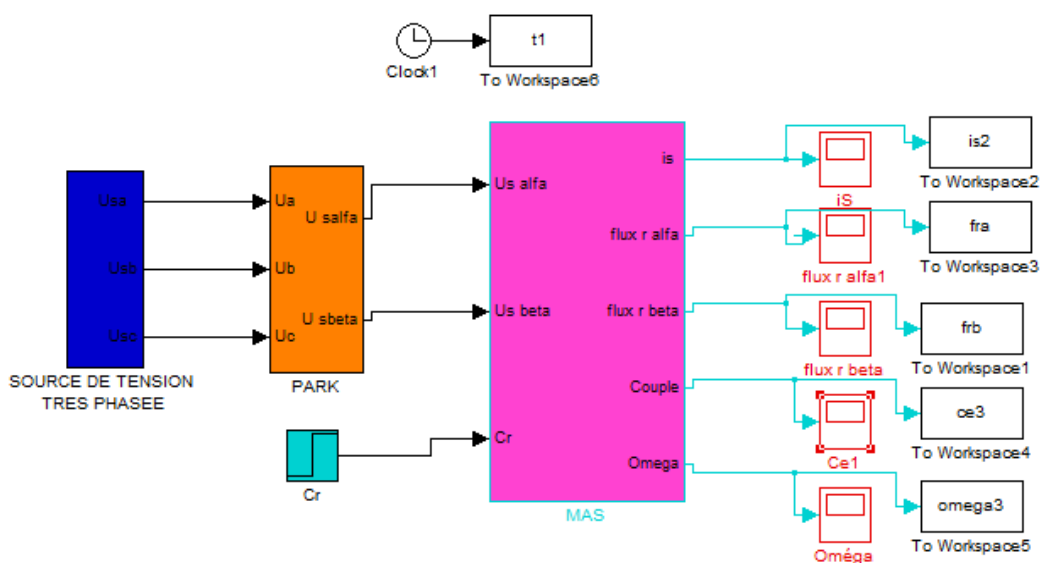 t1
Clock1
To Workspace6
Usa
Usb
Usc
SOURCE DE TENSION
TRES PHASEE
Ua
Ub
Uc
U salfa
U sbeta
PARK
Cr
Us alfa
Us beta
Cr
is
flux r alfa
flux r beta
Couple
Omega
MAS
iS
flux r alfa1
flux r beta
Ce1
Oméga
is2
To Workspace2
fra
To Workspace3
frb
To Workspace1
ce3
To Workspace4
omega3
To Workspace5